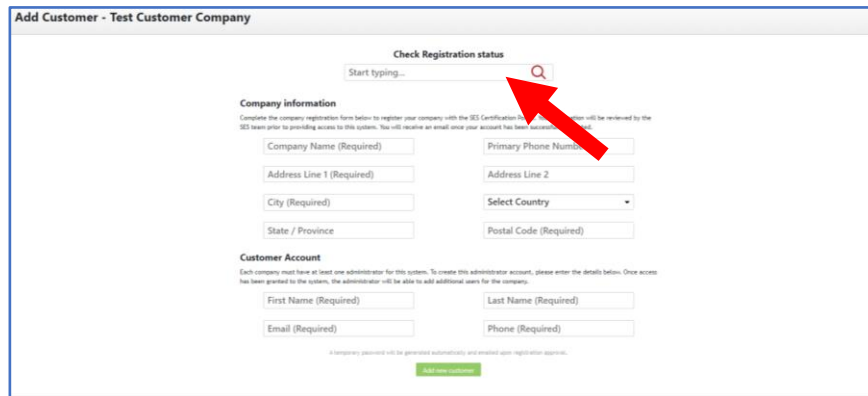 Add Customer - Test Customer Company
Check Registration status
Start typing...
Company information
Complete the company registration form below to register your company with the SES Certification will be reviewed by the
SES team prior to providing access to this system. You will receive an email once your account has been
Company Name (Required)
Primary Phone
Address Line 1 (Required)
Address Line 2
City (Required)
Select Country
State / Province
Postal Code (Required)
Customer Account
Each company must have at least one administrator for this system. To create this administrator account, please enter the details below. Once access
has been granted to the system, the administrator will be able to add additional users for the company.
First Name (Required)
Last Name (Required)
Email (Required)
Phone (Required)
A temporary password will be generated automatically and emailed upon registration approval.
Add new customer